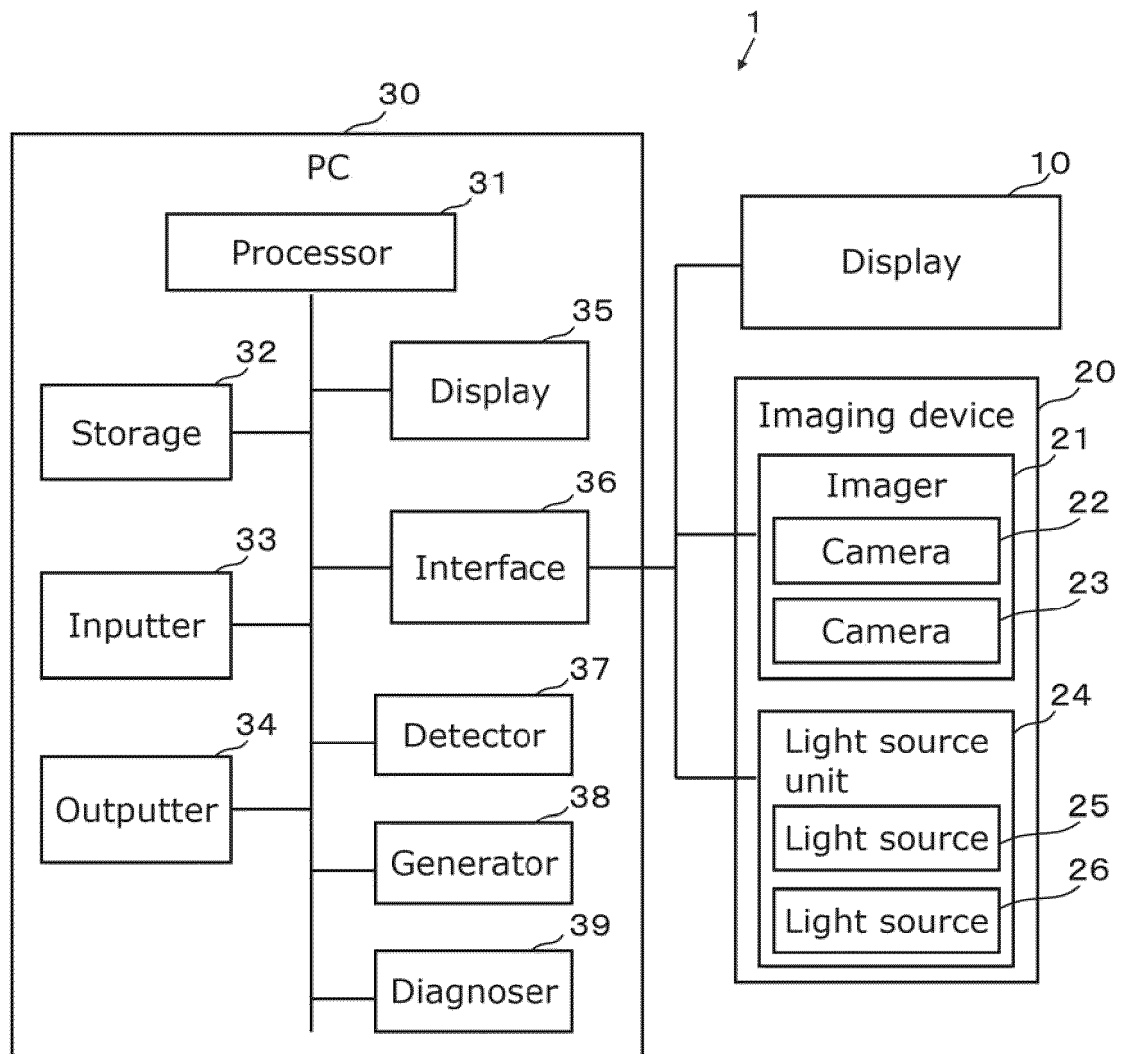 1
30
PC
31
Processor
10
Display
35
Display
32
Storage
20
Imaging device
21
Imager
22
Camera
23
Camera
36
Interface
33
Inputter
37
Detector
34
Outputter
24
Light source
unit
25
Light source
26
Light source
38
Generator
39
Diagnoser